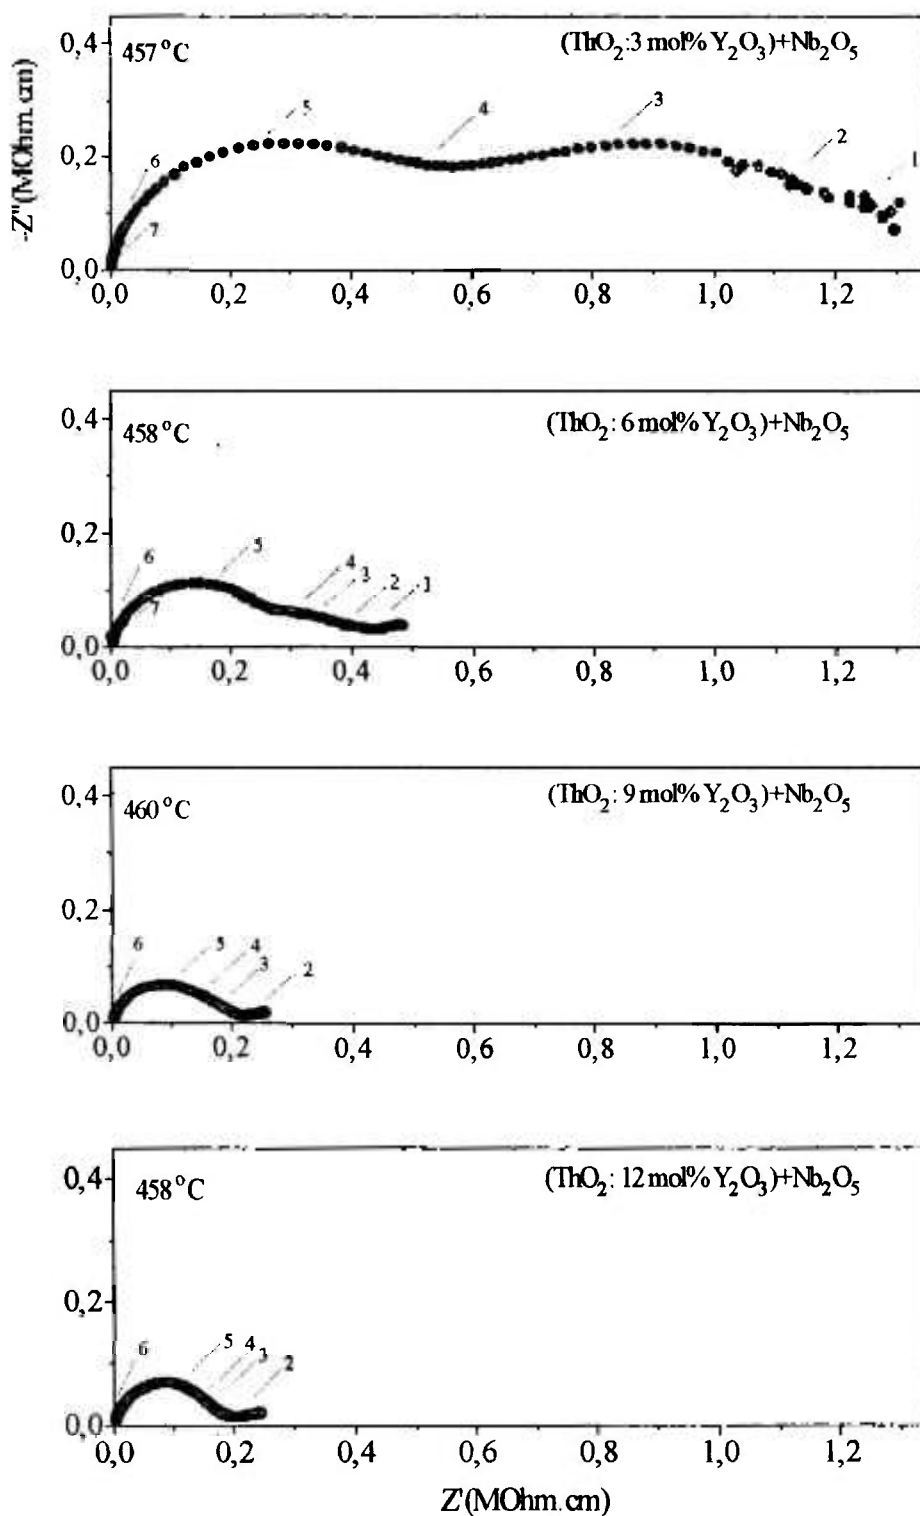 0,4
457°C
(ThO2:3 mol% Y2O3)+Nb2O5
-Z''(MOhm.cm)
5
4
3
2
1
6
7
0,2
0,0
0,0 0,2 0,4 0,6 0,8 1,0 1,2
0,4
458°C
(ThO2: 6 mol% Y2O3)+Nb2O5
0,2
6
5
4
3
2
1
7
0,0
0,0 0,2 0,4 0,6 0,8 1,0 1,2
0,4
460°C
(ThO2: 9 mol% Y2O3)+Nb2O5
0,2
6
5
4
3
2
0,0
0,0 0,2 0,4 0,6 0,8 1,0 1,2
0,4
458°C
(ThO2: 12 mol% Y2O3)+Nb2O5
0,2
6
5
4
3
2
0,0
0,0 0,2 0,4 0,6 0,8 1,0 1,2
Z'(MOhm.cm)